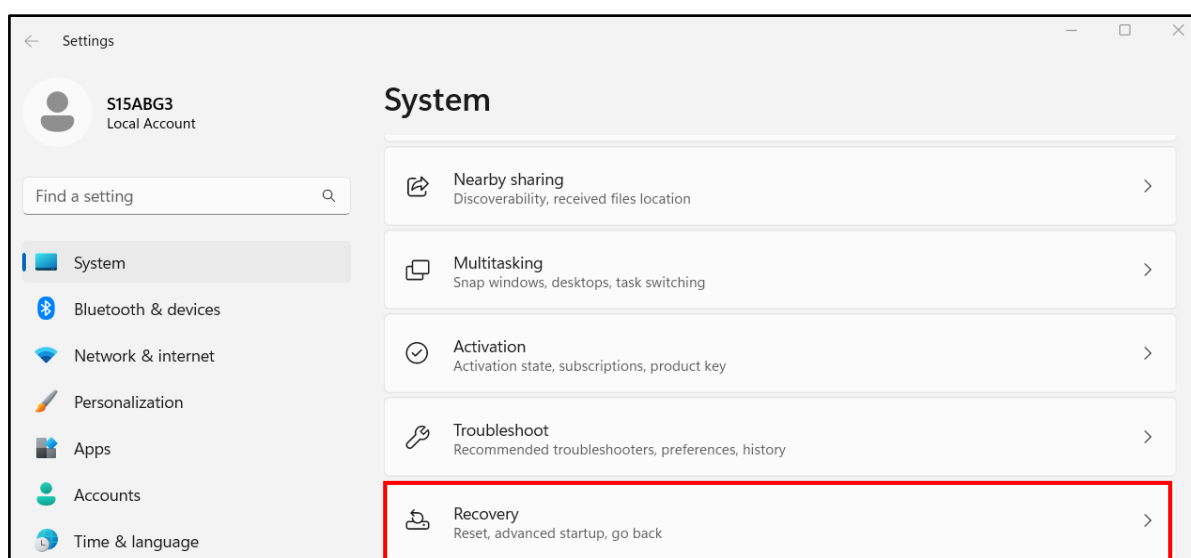 Settings
S15ABG3
Local Account
Find a setting
System
Bluetooth & devices
Network & internet
Personalization
Apps
Accounts
Time & language
System
Nearby sharing
Discoverability, received files location
Multitasking
Snap windows, desktops, task switching
Activation
Activation state, subscriptions, product key
Troubleshoot
Recommended troubleshooters, preferences, history
Recovery
Reset, advanced startup, go back